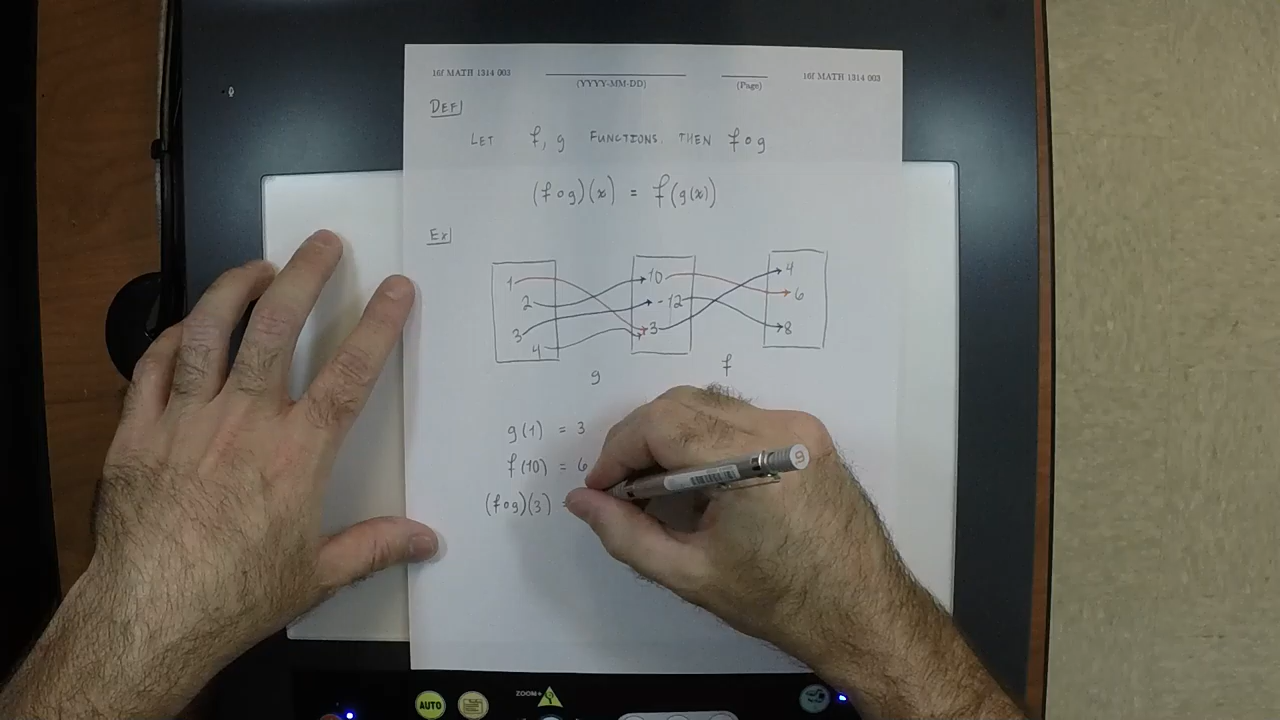 16f MATH 1314 003 (YYYY-MM-DD) (Page) 16f MATH 1314 003
DEF
LET f, g FUNCTIONS. THEN f∘g
(f∘g)(x) = f(g(x))
Ex
1 10 4
2 -12 6
3 3 8
4
g f
g(1) = 3
f(10) = 6
(f∘g)(3) =
9
AUTO
ZOOM+